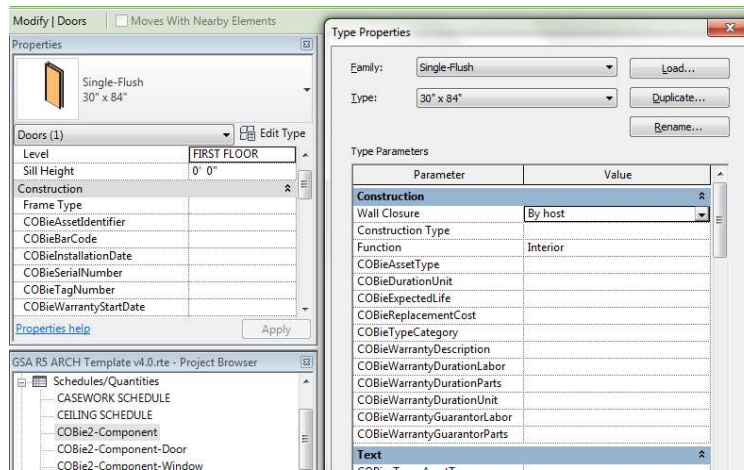 Modify | Doors
Moves With Nearby Elements
Properties
Single-Flush
30" x 84"
Doors (1)
Edit Type
Level FIRST FLOOR
Sill Height 0' 0"
Construction
Frame Type
COBieAssetIdentifier
COBieBarCode
COBieInstallationDate
COBieSerialNumber
COBieTagNumber
COBieWarrantyStartDate
Properties help
Apply
GSA R5 ARCH Template v4.0.rte - Project Browser
Schedules/Quantities
CASEWORK SCHEDULE
CEILING SCHEDULE
COBie2-Component
COBie2-Component-Door
COBie2-Component-Window
Type Properties
Family: Single-Flush Load...
Type: 30" x 84" Duplicate...
Rename...
Type Parameters
Parameter Value
Construction
Wall Closure By host
Construction Type
Function Interior
COBieAssetType
COBieDurationUnit
COBieExpectedLife
COBieReplacementCost
COBieTypeCategory
COBieWarrantyDescription
COBieWarrantyDurationLabor
COBieWarrantyDurationParts
COBieWarrantyDurationUnit
COBieWarrantyGuarantorLabor
COBieWarrantyGuarantorParts
Text